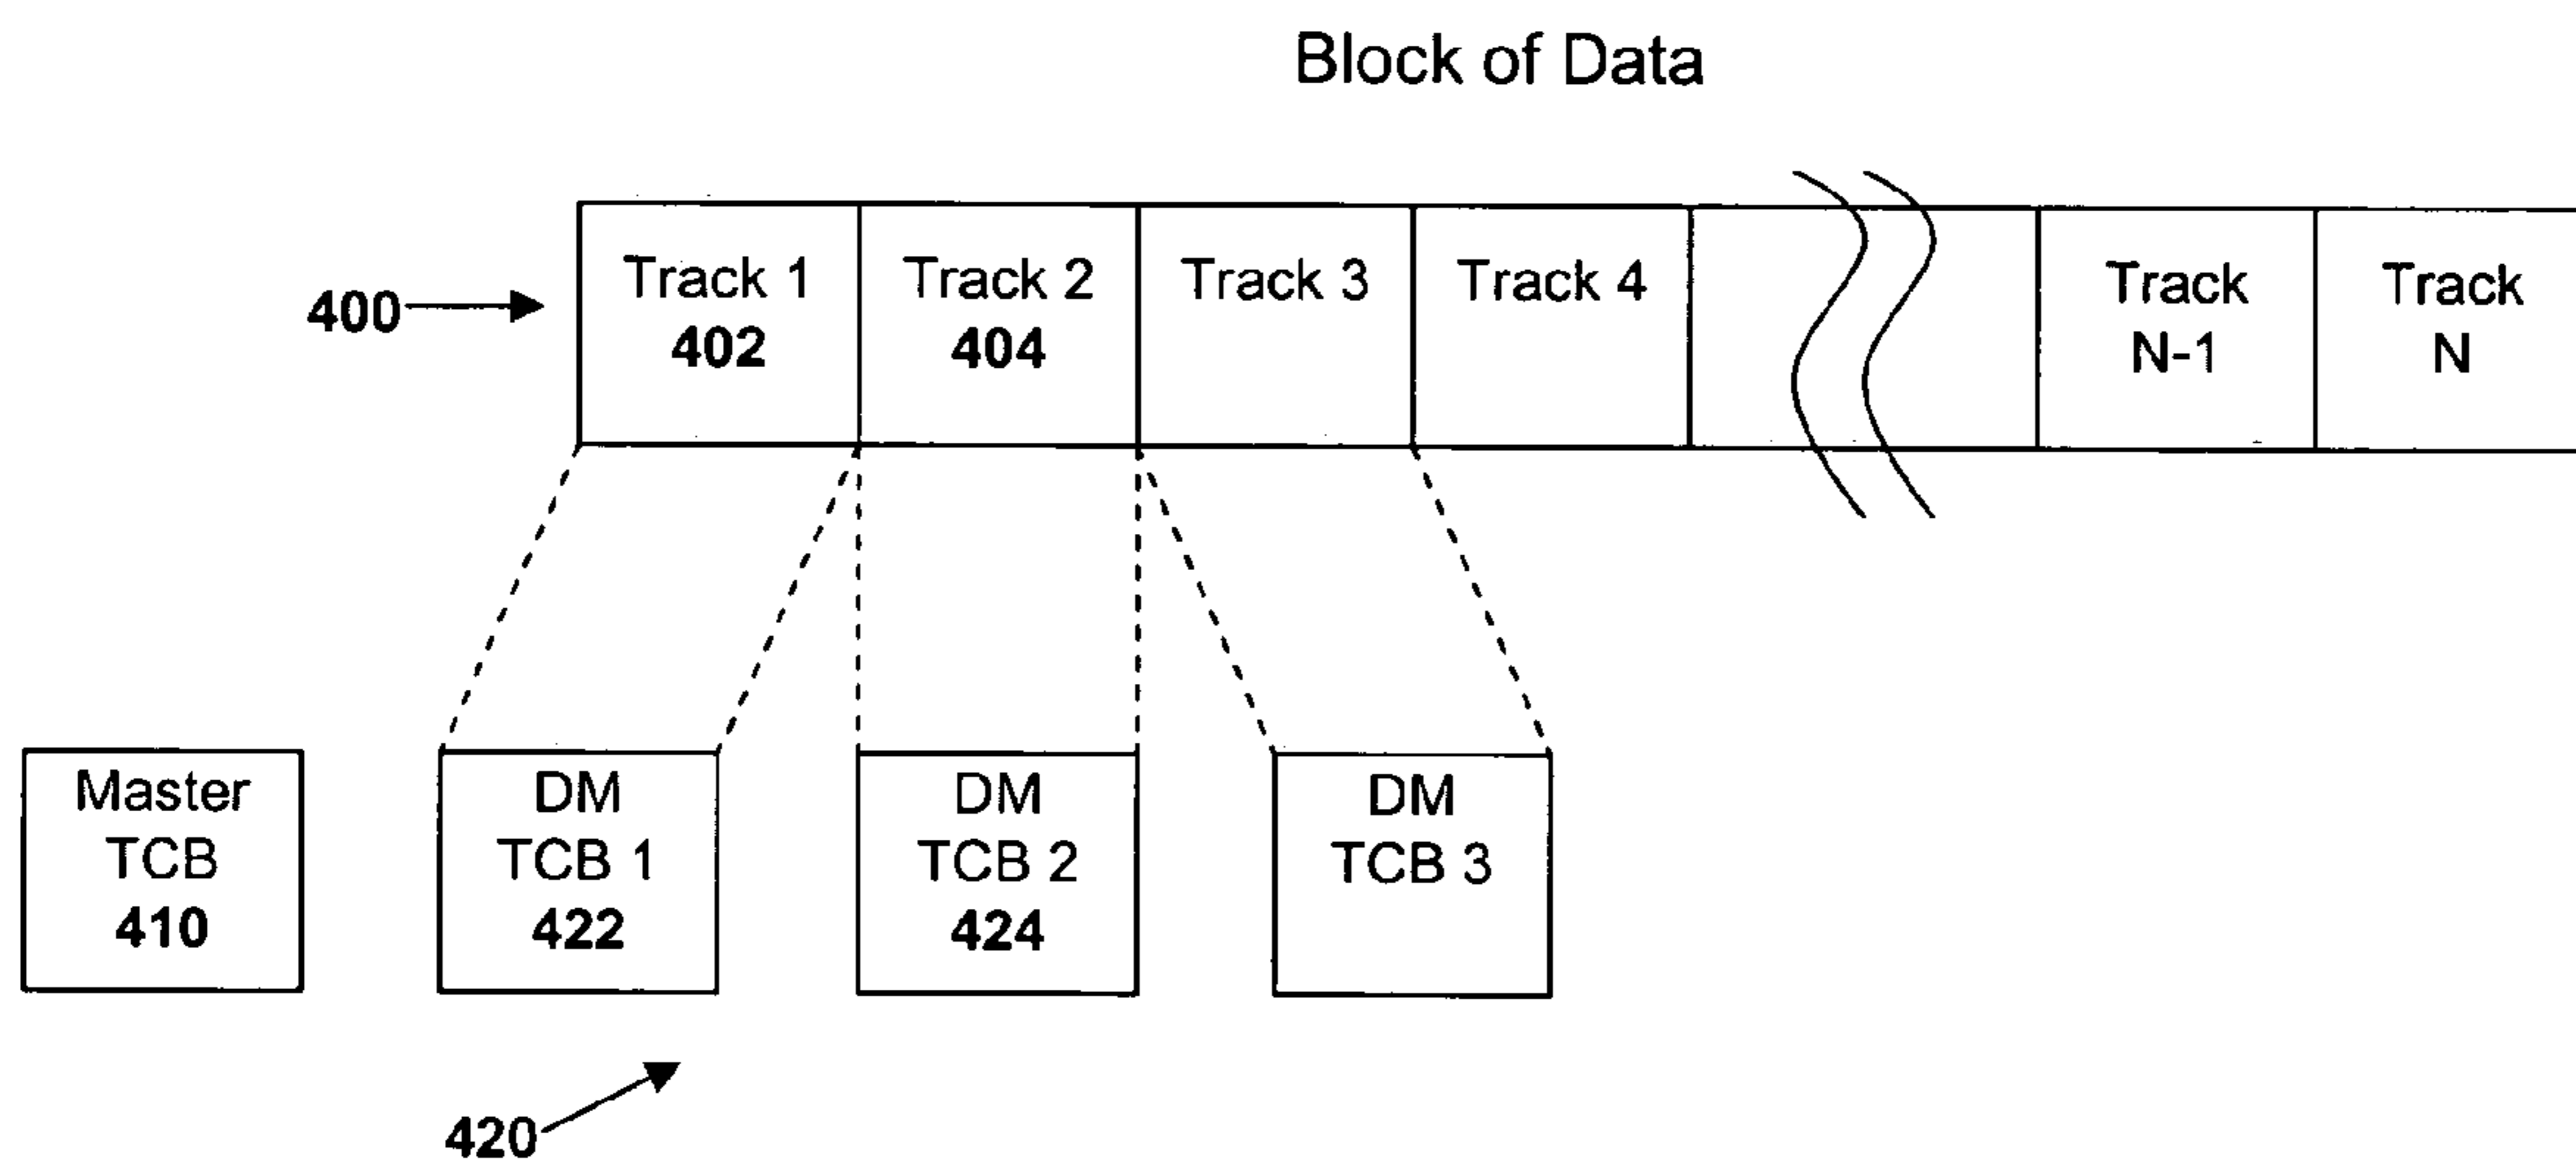 Block of Data
400
Track 1
402
Track 2
404
Track 3
Track 4
Track
N-1
Track
N
Master
TCB
410
DM
TCB 1
422
DM
TCB 2
424
DM
TCB 3
420